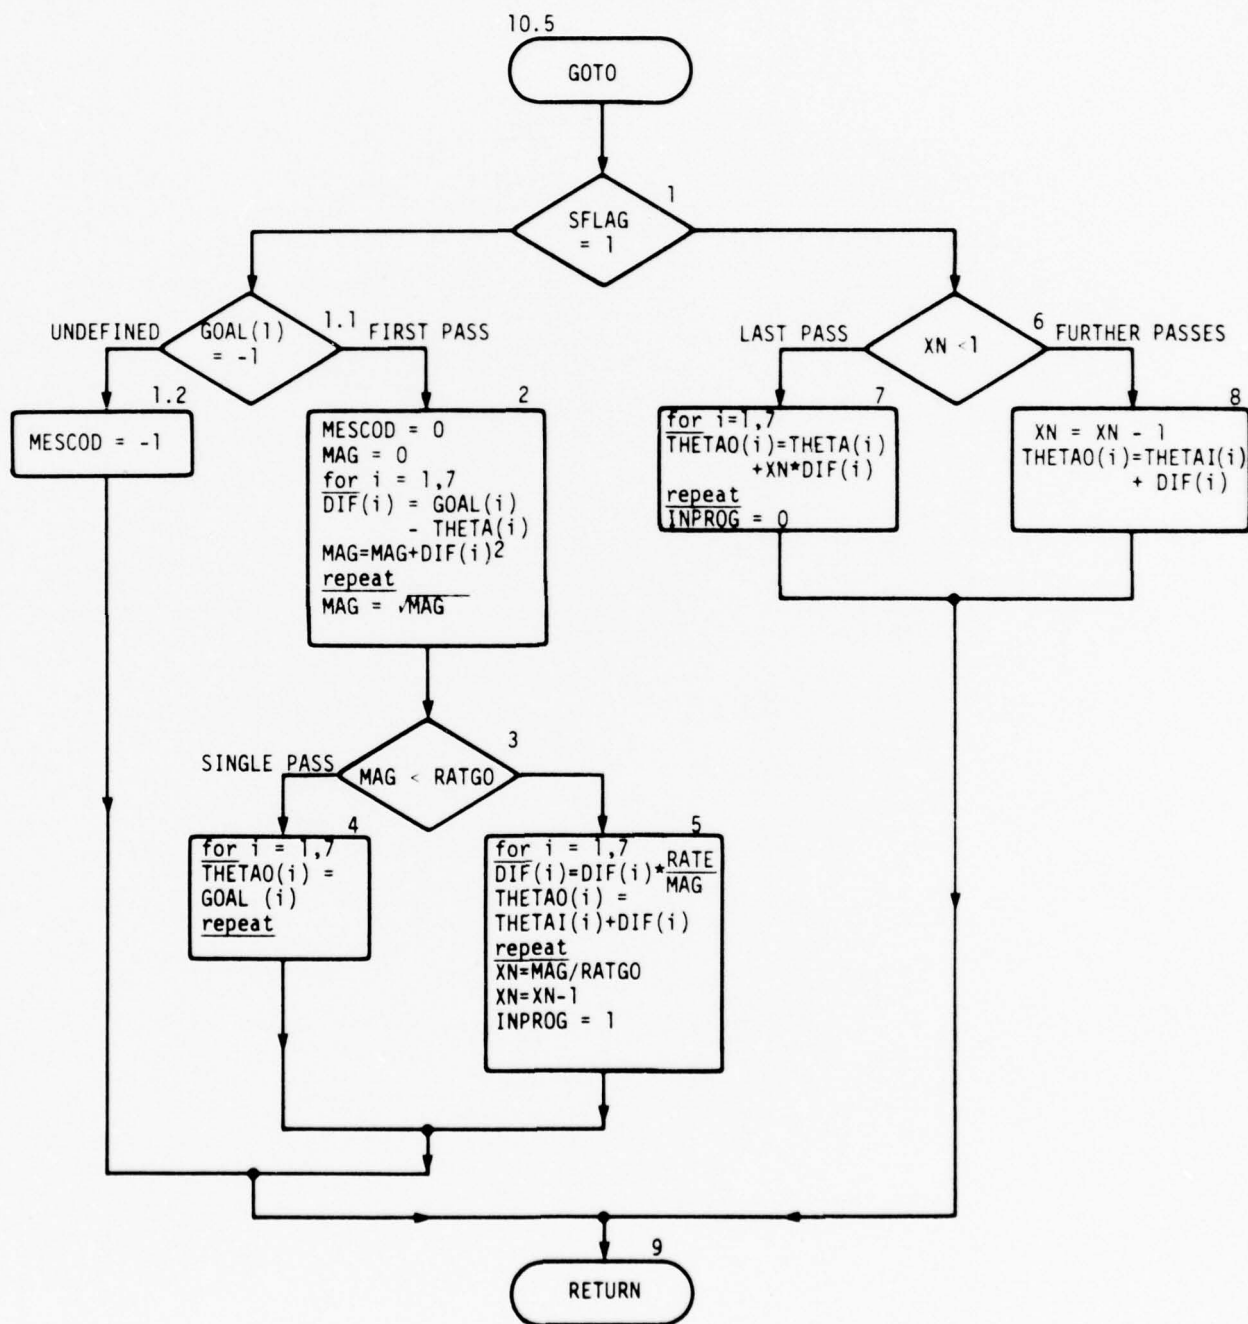 10.5
GOTO
1
SFLAG
= 1
UNDEFINED
GOAL(1)
= -1
1.1
FIRST PASS
LAST PASS
XN <1
6
FURTHER PASSES
1.2
MESCOD = -1
2
MESCOD = 0
MAG = 0
for i = 1,7
DIF(i) = GOAL(i)
- THETA(i)
MAG=MAG+DIF(i)²
repeat
MAG = √MAG
7
for i=1,7
THETAO(i)=THETA(i)
+XN*DIF(i)
repeat
INPROG = 0
8
XN = XN - 1
THETAO(i)=THETAI(i)
+ DIF(i)
SINGLE PASS
3
MAG < RATGO
4
for i = 1,7
THETAO(i) =
GOAL (i)
repeat
5
for i = 1,7
DIF(i)=DIF(i)*RATE
MAG
THETAO(i) =
THETAI(i)+DIF(i)
repeat
XN=MAG/RATGO
XN=XN-1
INPROG = 1
9
RETURN